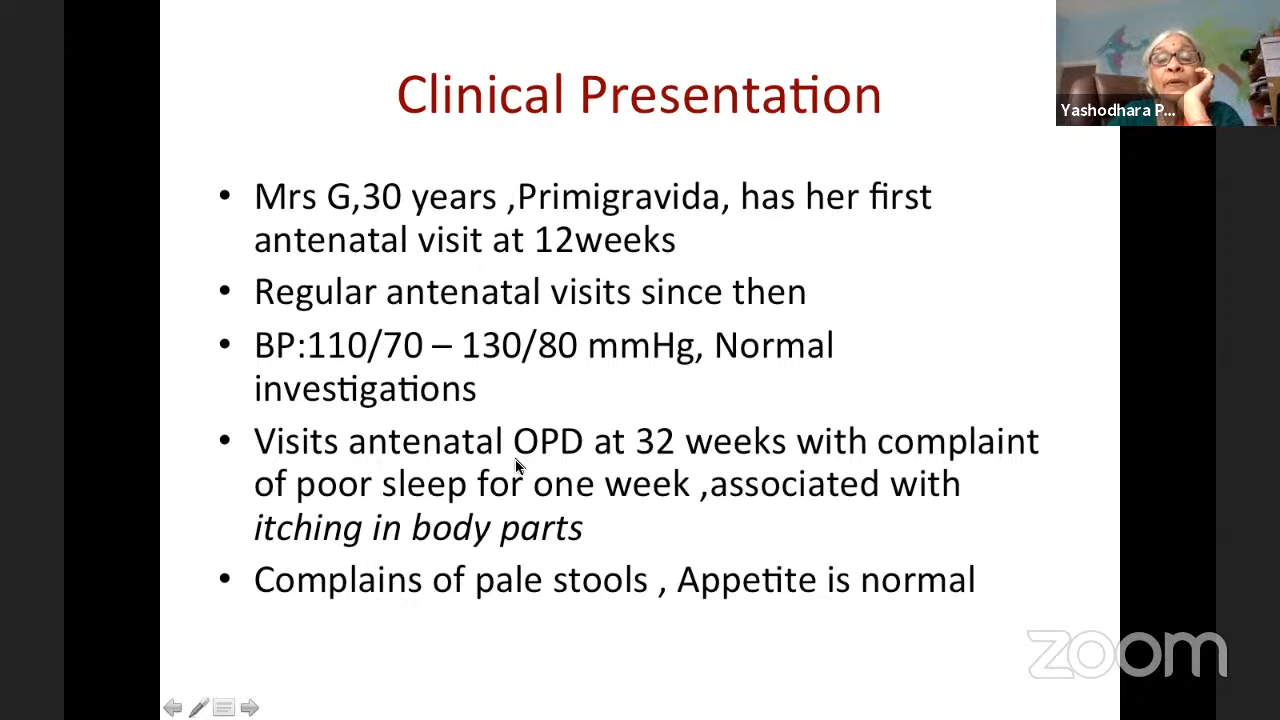 Clinical Presentation
Yashodhara P...
• Mrs G,30 years ,Primigravida, has her first
antenatal visit at 12weeks
• Regular antenatal visits since then
• BP:110/70 – 130/80 mmHg, Normal
investigations
• Visits antenatal OPD at 32 weeks with complaint
of poor sleep for one week ,associated with
itching in body parts
• Complains of pale stools , Appetite is normal
zoom